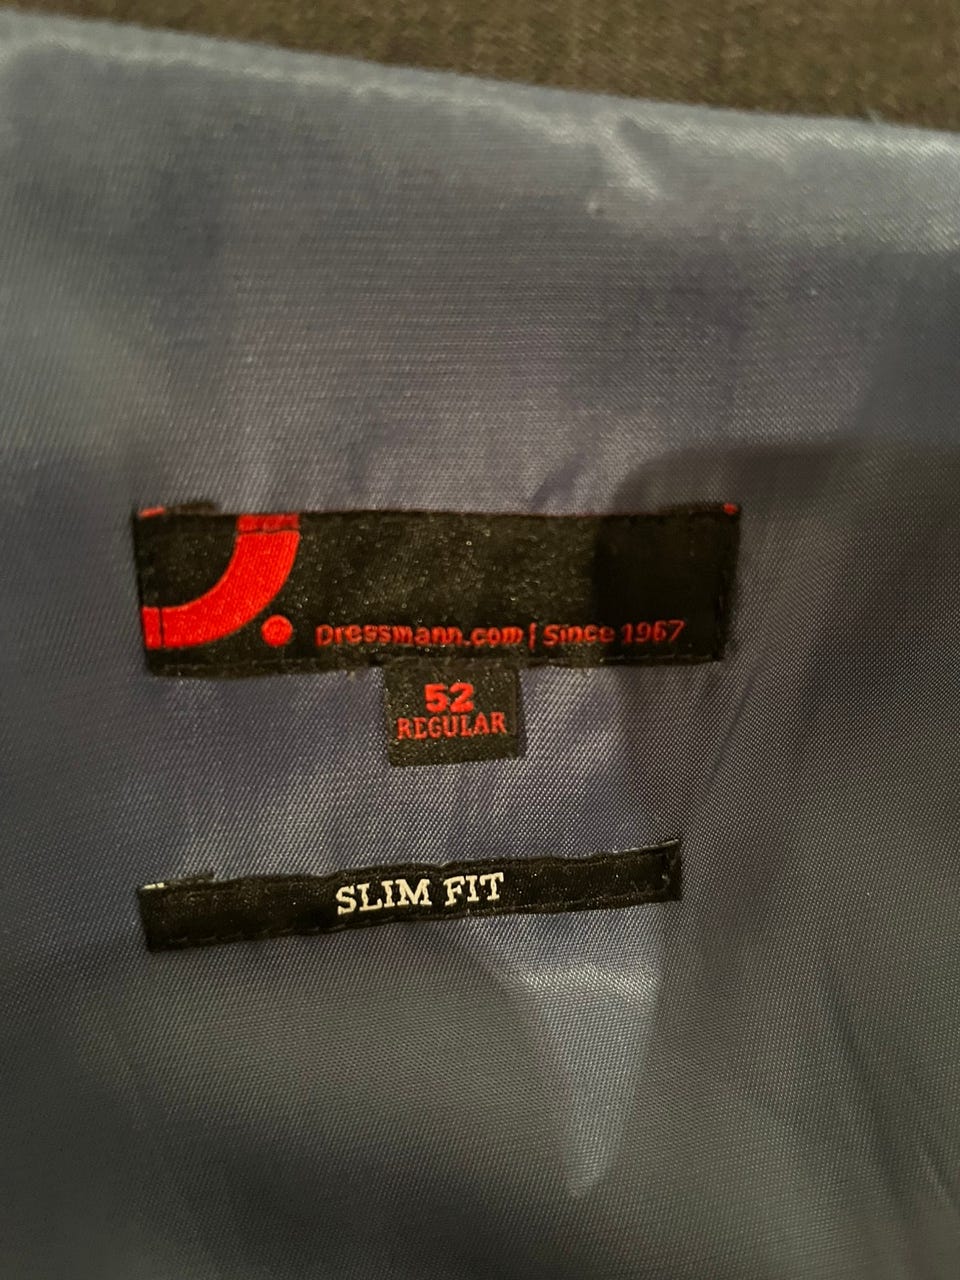 Dressmann.com | Since 1967
52
REGULAR
SLIM FIT